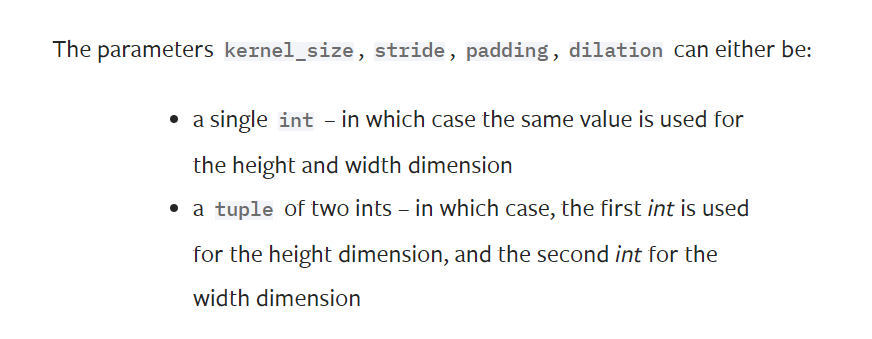 The parameters kernel_size, stride, padding, dilation can either be:
• a single int – in which case the same value is used for
the height and width dimension
• a tuple of two ints – in which case, the first int is used
for the height dimension, and the second int for the
width dimension